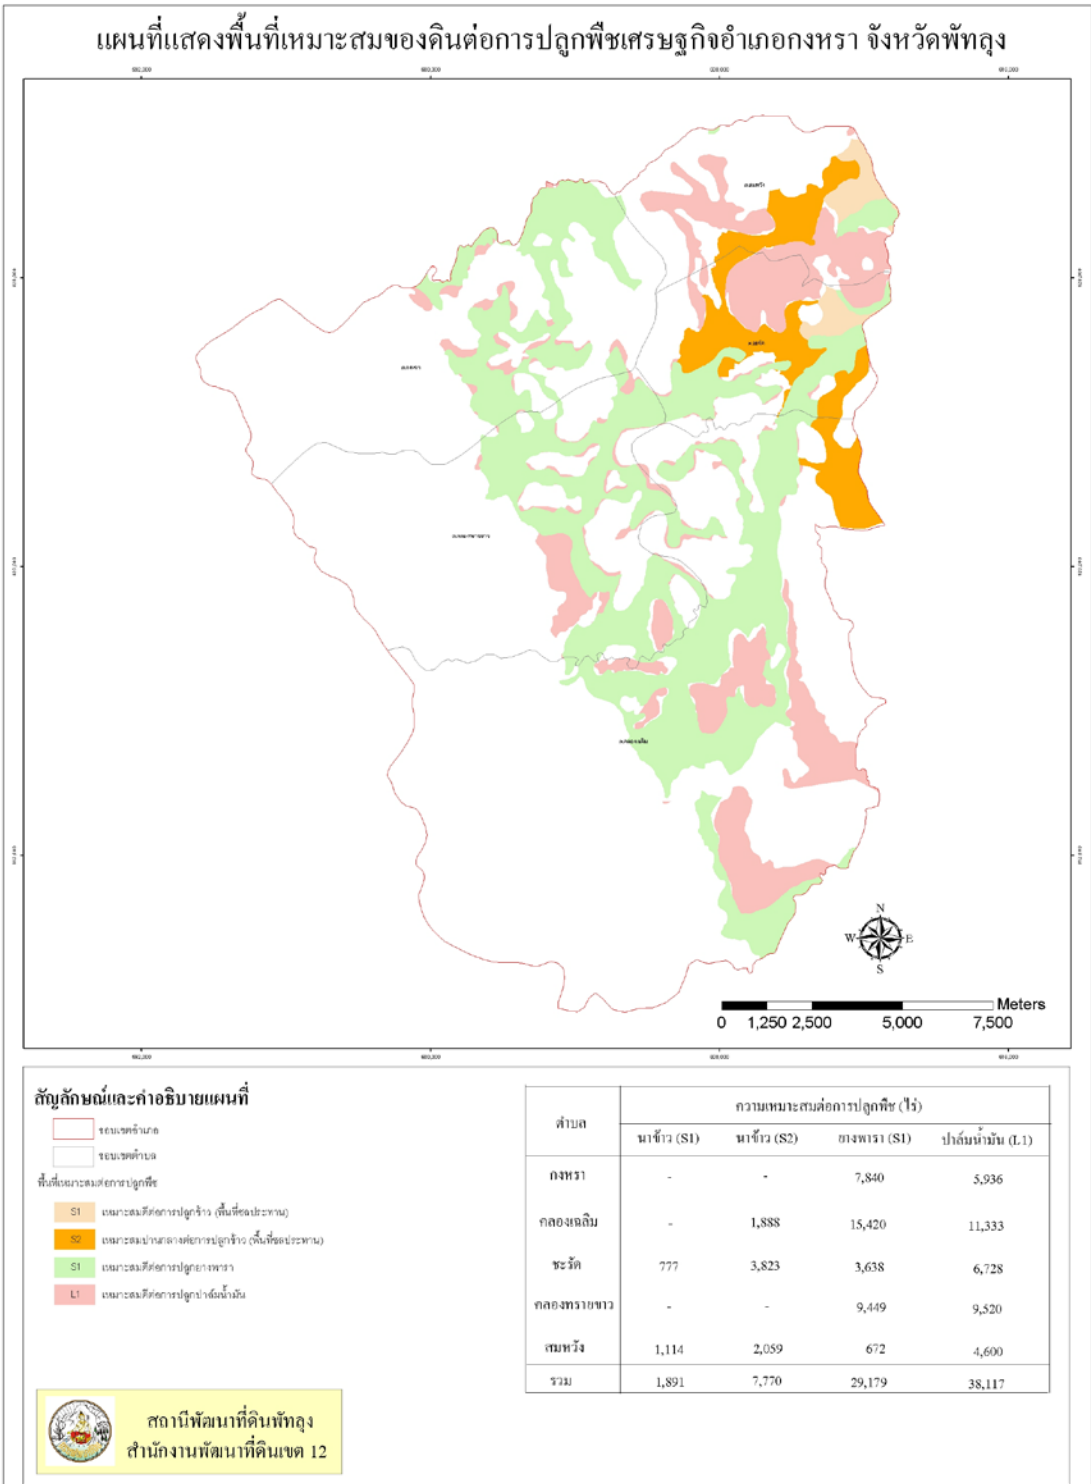 แผนที่แสดงพื้นที่เหมาะสมของดินต่อการปลูกพืชเศรษฐกิจอำเภอกงหรา จังหวัดพัทลุง
N
W E
S
Meters
0 1,250 2,500 5,000 7,500
สัญลักษณ์และคำอธิบายแผนที่
ขอบเขตอำเภอ
ขอบเขตตำบล
พื้นที่เหมาะสมต่อการปลูกพืช
S1 เหมาะสมดีต่อการปลูกข้าว (พื้นที่ชลประทาน)
S2 เหมาะสมปานกลางต่อการปลูกข้าว (พื้นที่ชลประทาน)
S1 เหมาะสมดีต่อการปลูกยางพารา
L1 เหมาะสมดีต่อการปลูกปาล์มน้ำมัน
ตำบล ความเหมาะสมต่อการปลูกพืช (ไร่)
นาข้าว (S1) นาข้าว (S2) ยางพารา (S1) ปาล์มน้ำมัน (L1)
กงหรา - - 7,840 5,936
คลองเฉลิม - 1,888 15,420 11,333
ชะรัด 777 3,823 3,638 6,728
คลองทรายขาว - - 9,449 9,520
สมหวัง 1,114 2,059 672 4,600
รวม 1,891 7,770 29,179 38,117
สถานีพัฒนาที่ดินพัทลุง
สำนักงานพัฒนาที่ดินเขต 12